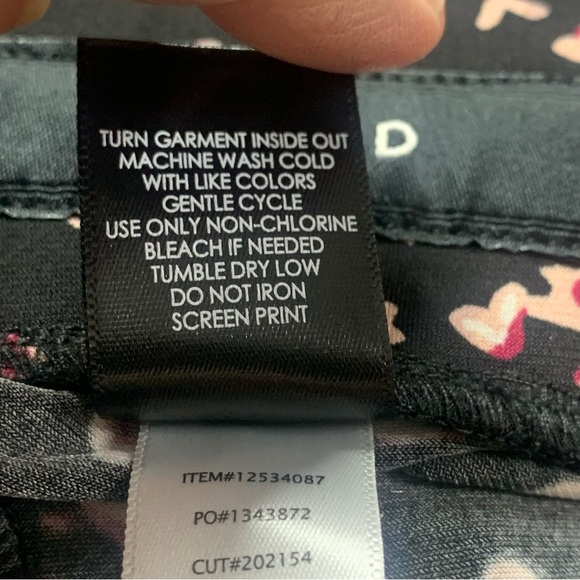 TURN GARMENT INSIDE OUT
MACHINE WASH COLD
WITH LIKE COLORS
GENTLE CYCLE
USE ONLY NON-CHLORINE
BLEACH IF NEEDED
TUMBLE DRY LOW
DO NOT IRON
SCREEN PRINT
D
ITEM#12534087
PO#1343872
CUT#202154